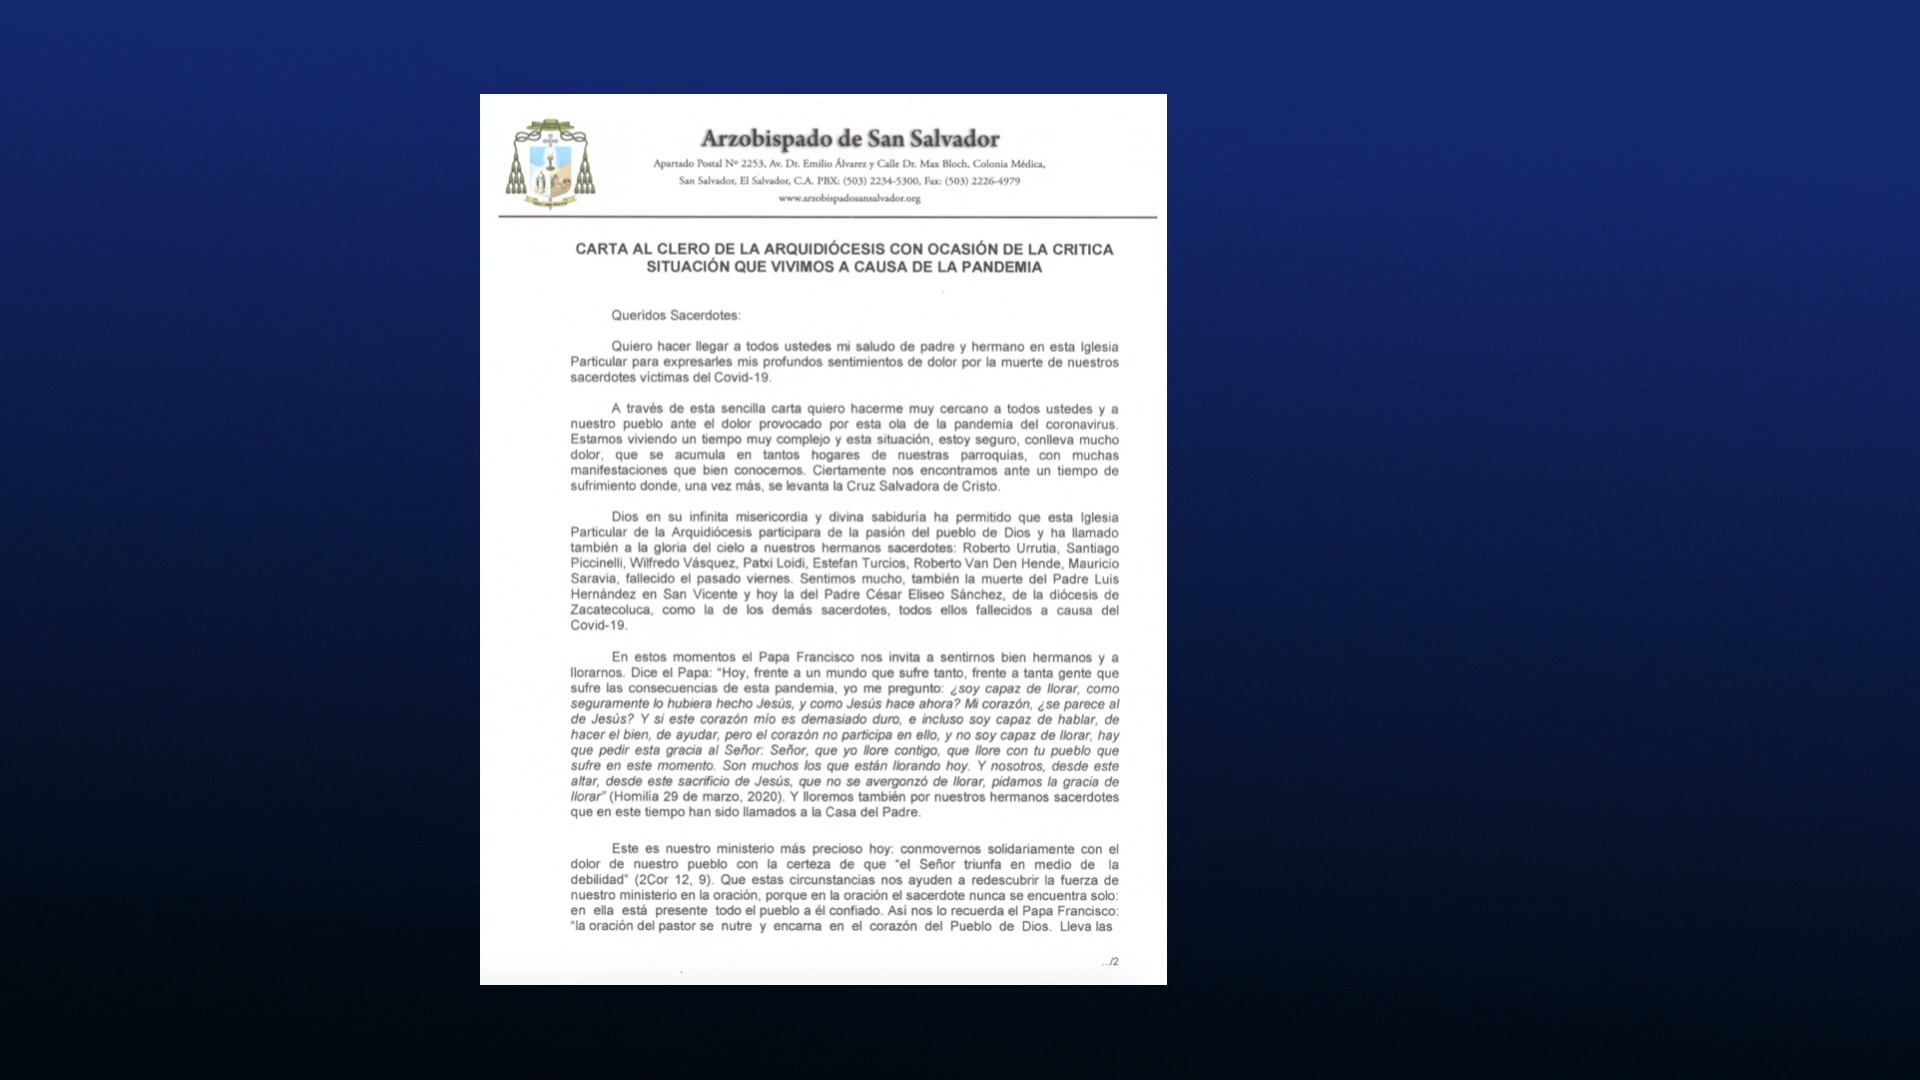 Arzobispado de San Salvador
Apartado Postal Nº 2253, Av. Dr. Emilio Álvarez y Calle Dr. Max Bloch, Colonia Médica,
San Salvador, El Salvador, C.A. PBX: (503) 2234-5300, Fax: (503) 2226-4979
www.arzobispadosansalvador.org
CARTA AL CLERO DE LA ARQUIDIÓCESIS CON OCASIÓN DE LA CRITICA
SITUACIÓN QUE VIVIMOS A CAUSA DE LA PANDEMIA
Queridos Sacerdotes:
Quiero hacer llegar a todos ustedes mi saludo de padre y hermano en esta Iglesia
Particular para expresarles mis profundos sentimientos de dolor por la muerte de nuestros
sacerdotes víctimas del Covid-19.
A través de esta sencilla carta quiero hacerme muy cercano a todos ustedes y a
nuestro pueblo ante el dolor provocado por esta ola de la pandemia del coronavirus.
Estamos viviendo un tiempo muy complejo y esta situación, estoy seguro, conlleva mucho
dolor, que se acumula en tantos hogares de nuestras parroquias, con muchas
manifestaciones que bien conocemos. Ciertamente nos encontramos ante un tiempo de
sufrimiento donde, una vez más, se levanta la Cruz Salvadora de Cristo.
Dios en su infinita misericordia y divina sabiduría ha permitido que esta Iglesia
Particular de la Arquidiócesis participara de la pasión del pueblo de Dios y ha llamado
también a la gloria del cielo a nuestros hermanos sacerdotes: Roberto Urrutia, Santiago
Piccinelli, Wilfredo Vásquez, Patxi Loidi, Estefan Turcios, Roberto Van Den Hende, Mauricio
Saravia, fallecido el pasado viernes. Sentimos mucho, también la muerte del Padre Luis
Hernández en San Vicente y hoy la del Padre César Eliseo Sánchez, de la diócesis de
Zacatecoluca, como la de los demás sacerdotes, todos ellos fallecidos a causa del
Covid-19.
En estos momentos el Papa Francisco nos invita a sentirnos bien hermanos y a
llorarnos. Dice el Papa: “Hoy, frente a un mundo que sufre tanto, frente a tanta gente que
sufre las consecuencias de esta pandemia, yo me pregunto: ¿soy capaz de llorar, como
seguramente lo hubiera hecho Jesús, y como Jesús hace ahora? Mi corazón, ¿se parece al
de Jesús? Y si este corazón mío es demasiado duro, e incluso soy capaz de hablar, de
hacer el bien, de ayudar, pero el corazón no participa en ello, y no soy capaz de llorar, hay
que pedir esta gracia al Señor: Señor, que yo llore contigo, que llore con tu pueblo que
sufre en este momento. Son muchos los que están llorando hoy. Y nosotros, desde este
altar, desde este sacrificio de Jesús, que no se avergonzó de llorar, pidamos la gracia de
llorar” (Homilía 29 de marzo, 2020). Y lloremos también por nuestros hermanos sacerdotes
que en este tiempo han sido llamados a la Casa del Padre.
Este es nuestro ministerio más precioso hoy: conmovernos solidariamente con el
dolor de nuestro pueblo con la certeza de que “el Señor triunfa en medio de la
debilidad” (2Cor 12, 9). Que estas circunstancias nos ayuden a redescubrir la fuerza de
nuestro ministerio en la oración, porque en la oración el sacerdote nunca se encuentra solo:
en ella está presente todo el pueblo a él confiado. Así nos lo recuerda el Papa Francisco:
“la oración del pastor se nutre y encarna en el corazón del Pueblo de Dios. Lleva las
.../2